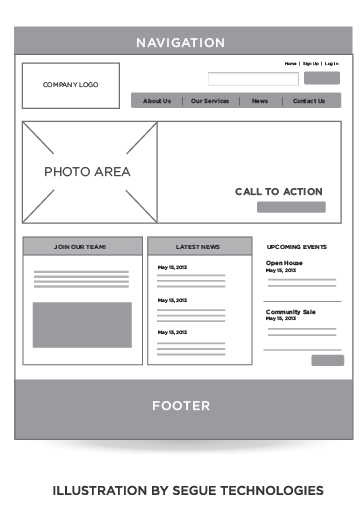 NAVIGATION
Home | Sign Up | Log In
COMPANY LOGO
About Us | Our Services | News | Contact Us
PHOTO AREA
CALL TO ACTION
JOIN OUR TEAM!
LATEST NEWS
May 15, 2013
May 15, 2013
May 15, 2013
UPCOMING EVENTS
Open House
May 15, 2013
Community Sale
May 15, 2013
FOOTER
ILLUSTRATION BY SEGUE TECHNOLOGIES